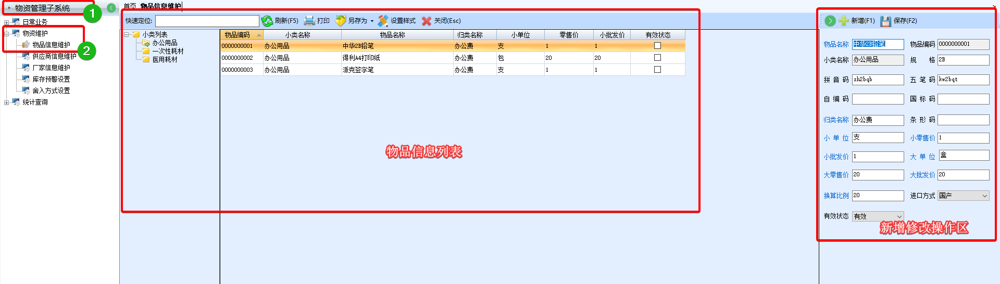 物资管理子系统
1
日常业务
物资维护
物品信息维护
2
供应商信息维护
厂家信息维护
库存预警设置
舍入方式设置
统计查询
首页 物品信息维护
快速定位: 刷新(F5) 打印 另存为 设置样式 关闭(Esc)
小类列表
办公用品
一次性耗材
医用耗材
物品编码 小类名称 物品名称 归类名称 小单位 零售价 小批发价 有效状态
0000000001 办公用品 中华2B铅笔 办公费 支 1 1
0000000002 办公用品 得利A4打印纸 办公费 包 20 20
0000000003 办公用品 派克签字笔 办公费 支 1 1
物品信息列表
新增(F1) 保存(F2)
物品名称 中华2B铅笔 物品编码 0000000001
小类名称 办公用品 规 格 2B
拼音码 zh2bqb 五笔码 kw2bqt
自编码 国标码
归类名称 办公费 条形码
小单位 支 小零售价 1
小批发价 1 大单位 盒
大零售价 20 大批发价 20
换算比例 20 进口方式 国产
有效状态 有效
新增修改操作区